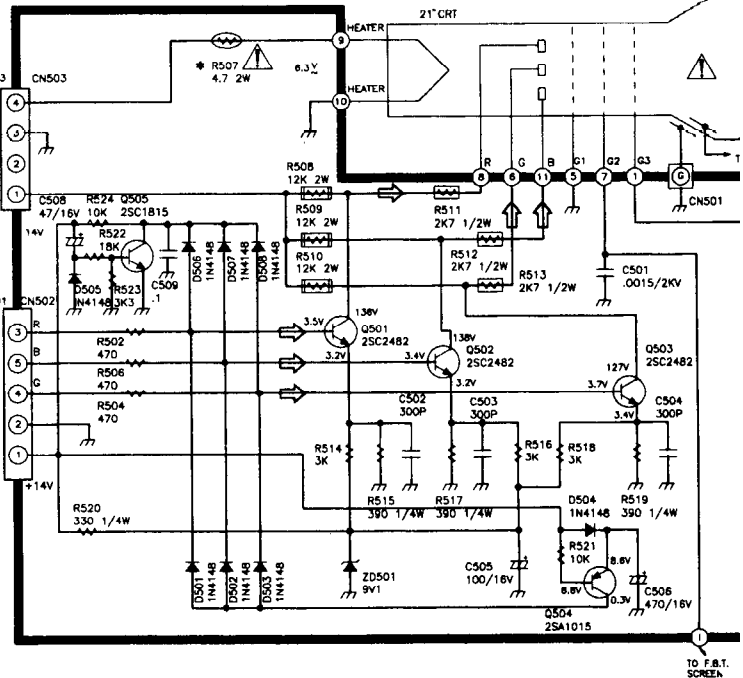 21" CRT
HEATER
9
3
CN503
* R507
4.7 2W
6.3V
4
HEATER
10
3
2
R G B G1 G2 G3
8 6 11 5 7 1 G
CN501
T
1
C508
47/16V
R524
10K
Q505
2SC1815
R508
12K 2W
R509
12K 2W
R510
12K 2W
R511
2K7 1/2W
R512
2K7 1/2W
R513
2K7 1/2W
14V
R522
18K
D505
1N4148
R523
3K3
C509
.1
D506
1N4148
D507
1N4148
D508
1N4148
C501
.0015/2KV
01
CN502
3
R
R502
470
5
B
R506
470
4
G
R504
470
2
1
+14V
3.5V
138V
Q501
2SC2482
3.2V
3.4V
138V
Q502
2SC2482
3.2V
127V
Q503
2SC2482
3.7V
3.4V
C502
300P
C503
300P
C504
300P
R514
3K
R515
390 1/4W
R517
390 1/4W
R516
3K
R518
3K
R519
390 1/4W
R520
330 1/4W
D504
1N4148
R521
10K
D501
1N4148
D502
1N4148
D503
1N4148
ZD501
9V1
C505
100/16V
8.6V
0.3V
Q504
2SA1015
C506
470/16V
1
TO F.B.T.
SCREEN